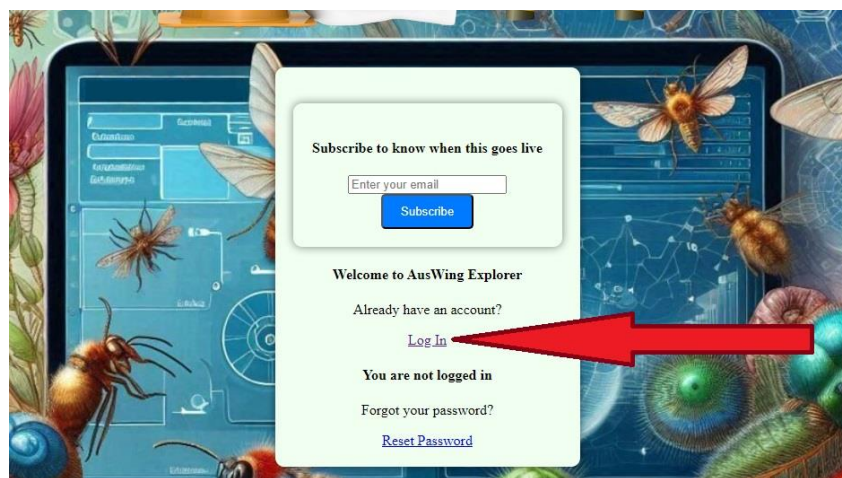 Subscribe to know when this goes live
Enter your email
Subscribe
Welcome to AusWing Explorer
Already have an account?
Log In
You are not logged in
Forgot your password?
Reset Password